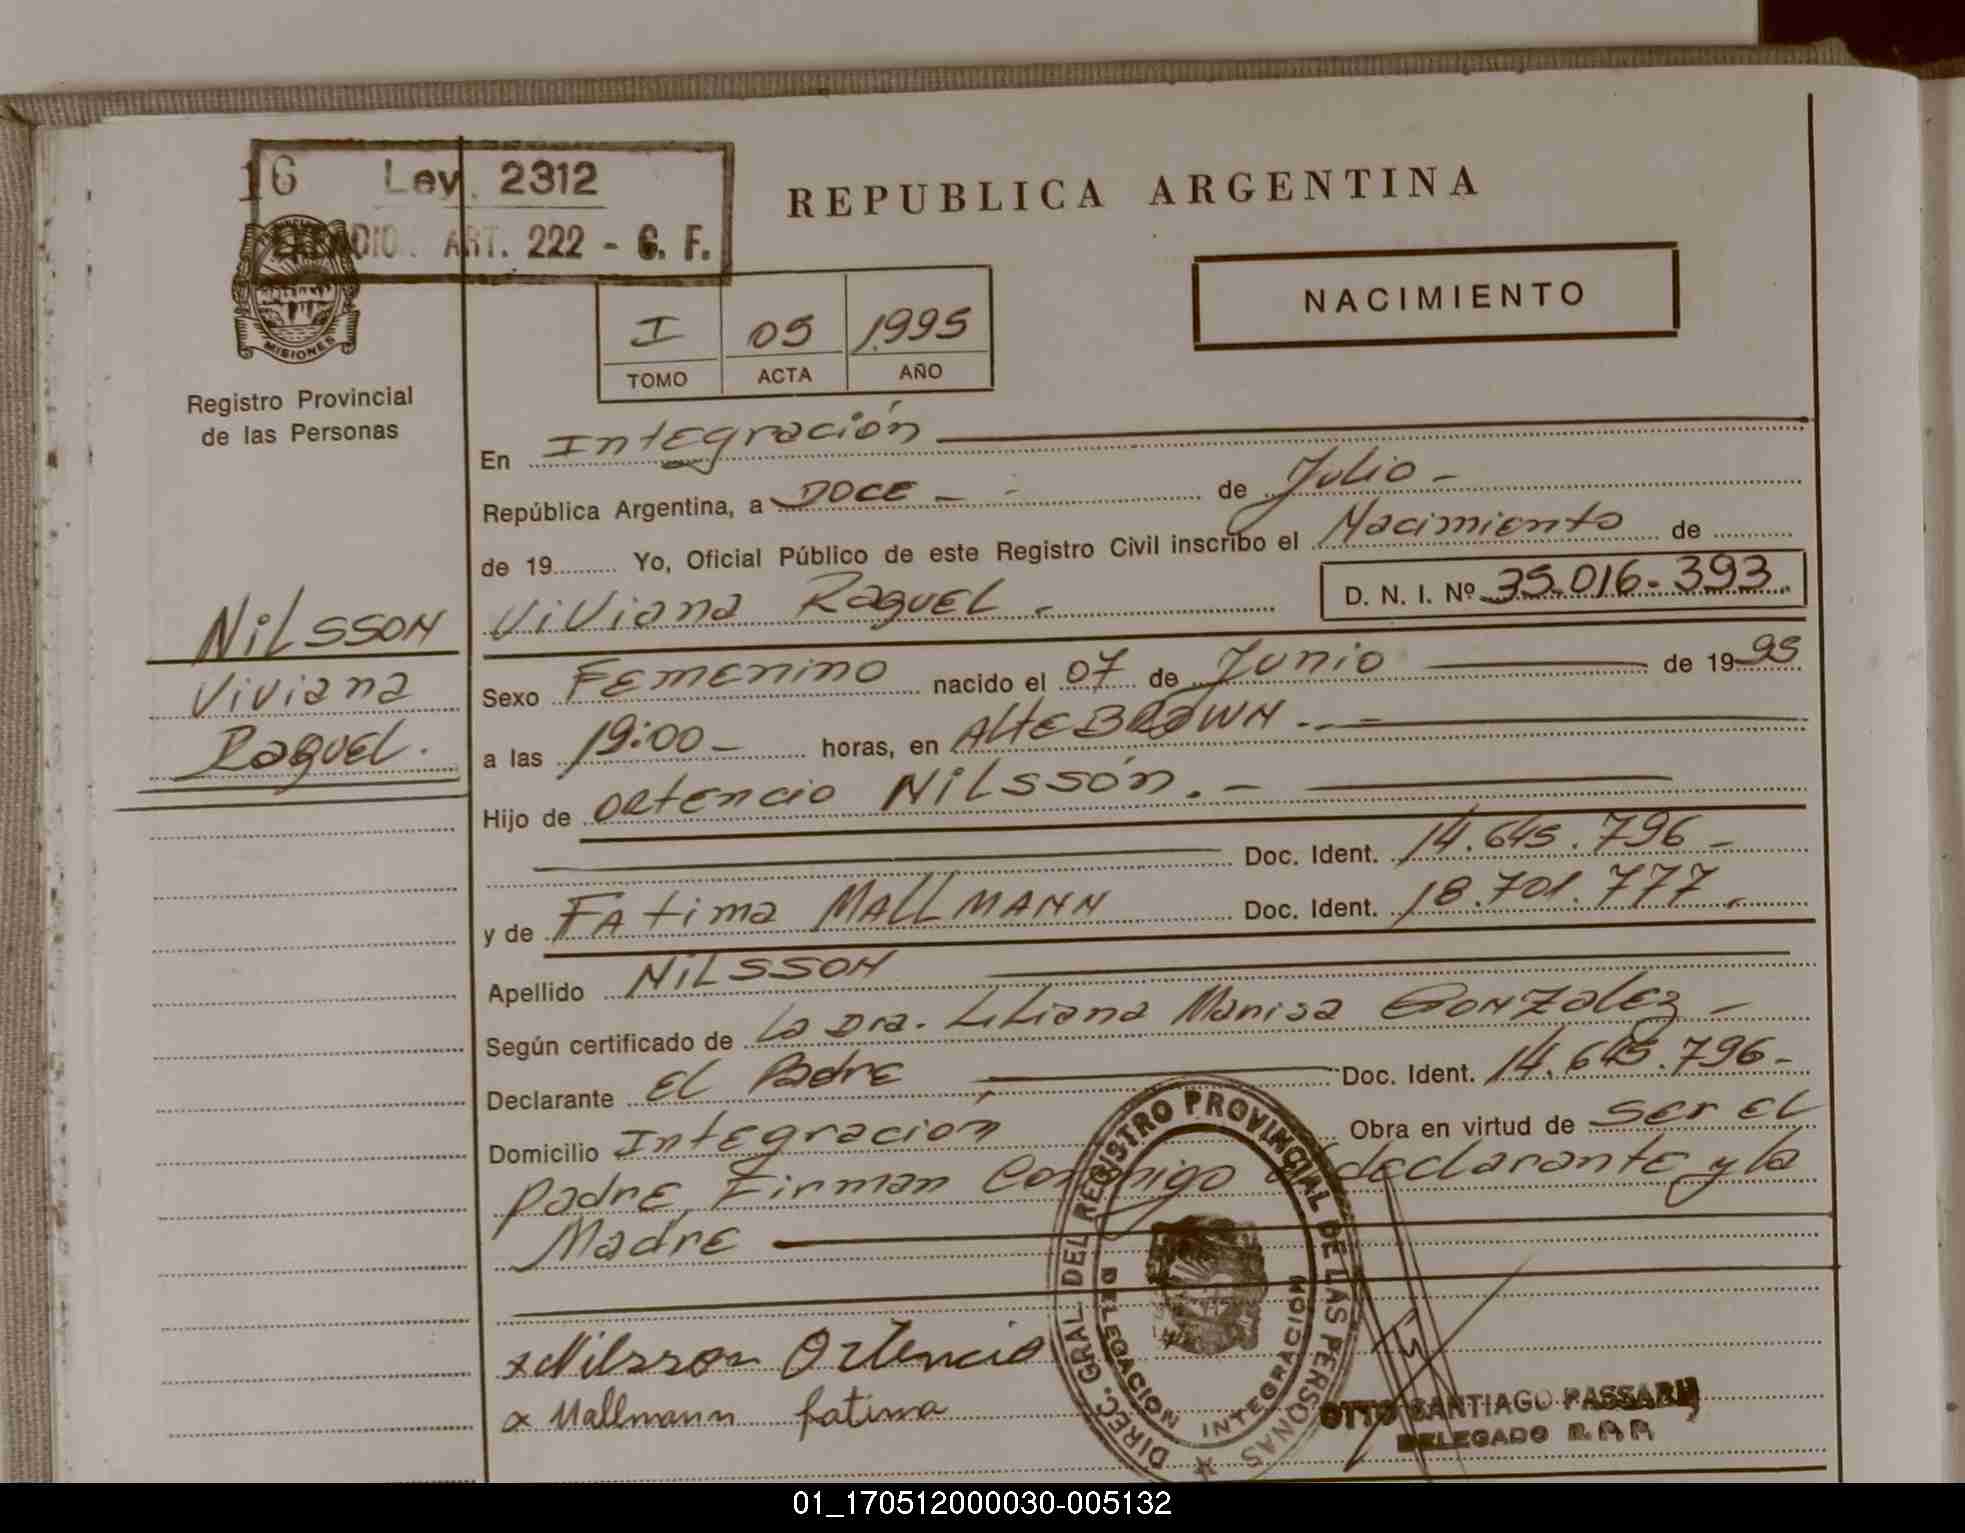 16 Ley. 2312
ART. 222 - C. F.
REPUBLICA ARGENTINA
NACIMIENTO
MISIONES
Registro Provincial
de las Personas
I 05 1995
TOMO ACTA AÑO
NILSSON
Viviana
Raquel.
En Integración
República Argentina, a DOCE - de Julio -
de 19 Yo, Oficial Público de este Registro Civil inscribo el Nacimiento de
Viviana Raquel - D. N. I. Nº 35.016.393.
Sexo Femenino nacido el 07 de Junio de 1995
a las 19:00 - horas, en Alte Brown. -
Hijo de Ortencio Nilssón. -
Doc. Ident. 14.645.796 -
y de Fatima MALLMANN Doc. Ident. 18.701.777.
Apellido NILSSON
Según certificado de la Dra. Liliana González -
Declarante el Padre Doc. Ident. 14.645.796 -
Domicilio Integración Obra en virtud de ser el
padre, Firman Conmigo declarante y la
Madre
x Nilsson Ortencio
x Mallmann fatima
DIREC. GRAL DEL REGISTRO PROVINCIAL DE LAS PERSONAS
DELEGACION INTEGRACION
OTTO SANTIAGO
DELEGADO
01_170512000030-005132